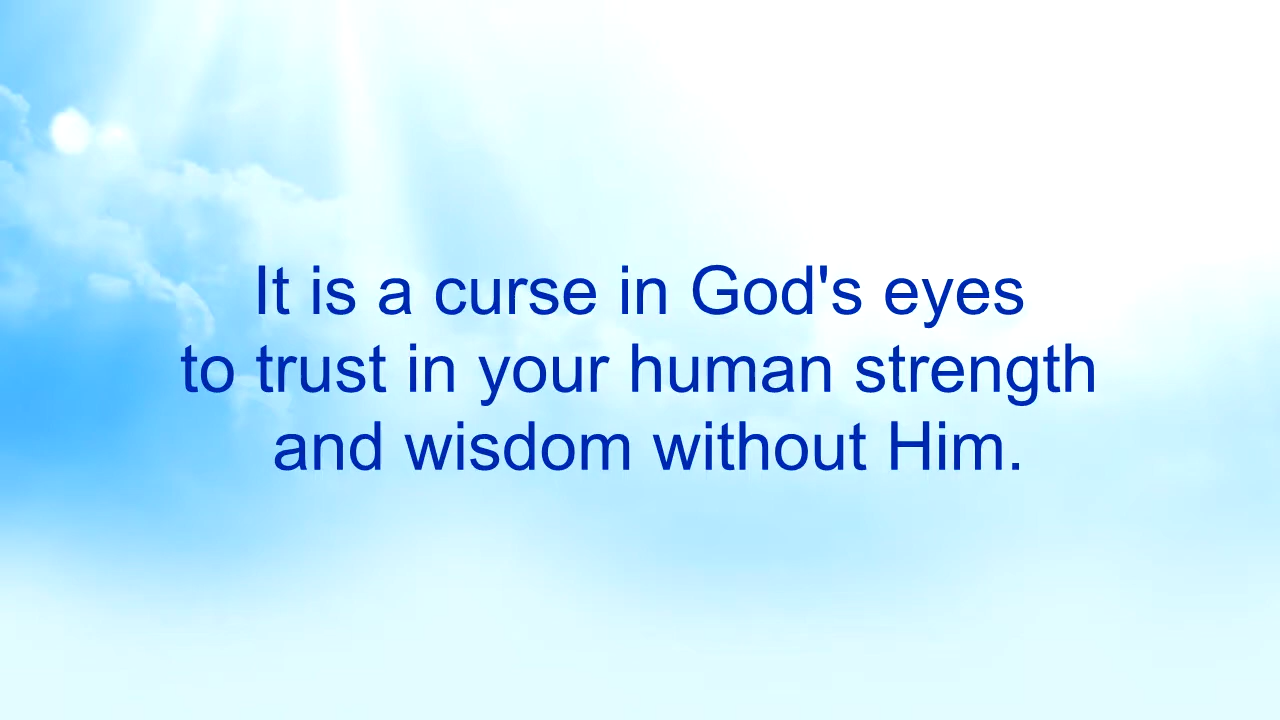 It is a curse in God's eyes
to trust in your human strength
and wisdom without Him.